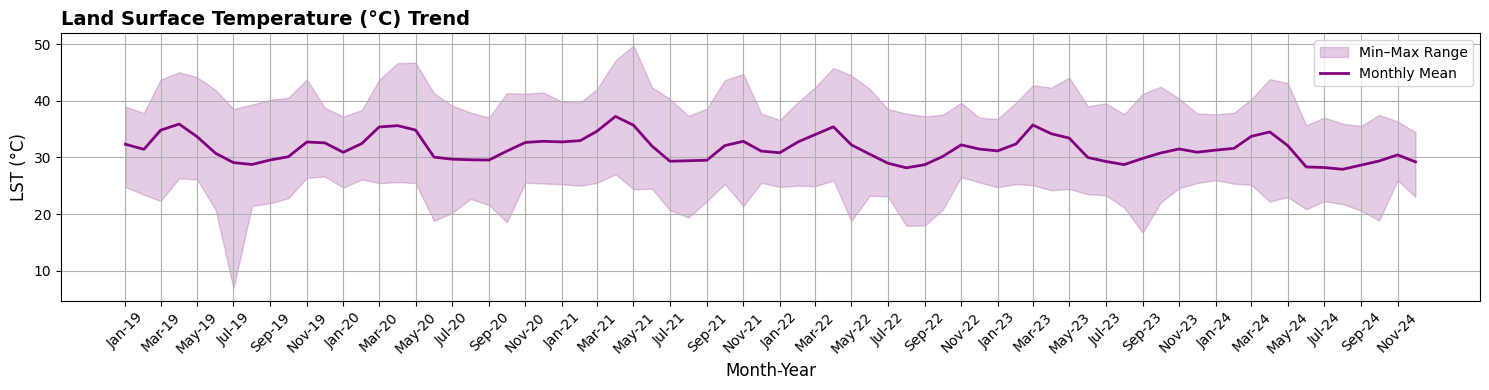 Land Surface Temperature (°C) Trend
50
40
30
20
10
LST (°C)
Min–Max Range
Monthly Mean
Jan-19
Mar-19
May-19
Jul-19
Sep-19
Nov-19
Jan-20
Mar-20
May-20
Jul-20
Sep-20
Nov-20
Jan-21
Mar-21
May-21
Jul-21
Sep-21
Nov-21
Jan-22
Mar-22
May-22
Jul-22
Sep-22
Nov-22
Jan-23
Mar-23
May-23
Jul-23
Sep-23
Nov-23
Jan-24
Mar-24
May-24
Jul-24
Sep-24
Nov-24
Month-Year